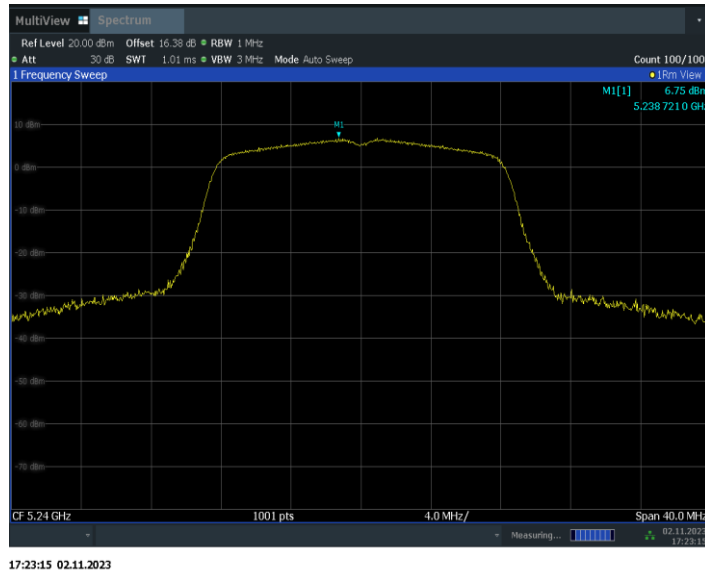 MultiView Spectrum
Ref Level 20.00 dBm Offset 16.38 dB RBW 1 MHz
Att 30 dB SWT 1.01 ms VBW 3 MHz Mode Auto Sweep Count 100/100
1 Frequency Sweep 1Rm View
M1[1] 6.75 dBm
5.238 721 0 GHz
M1
10 dBm
0 dBm
-10 dBm
-20 dBm
-30 dBm
-40 dBm
-50 dBm
-60 dBm
-70 dBm
CF 5.24 GHz 1001 pts 4.0 MHz/ Span 40.0 MHz
Measuring... 02.11.2023
17:23:15
17:23:15 02.11.2023